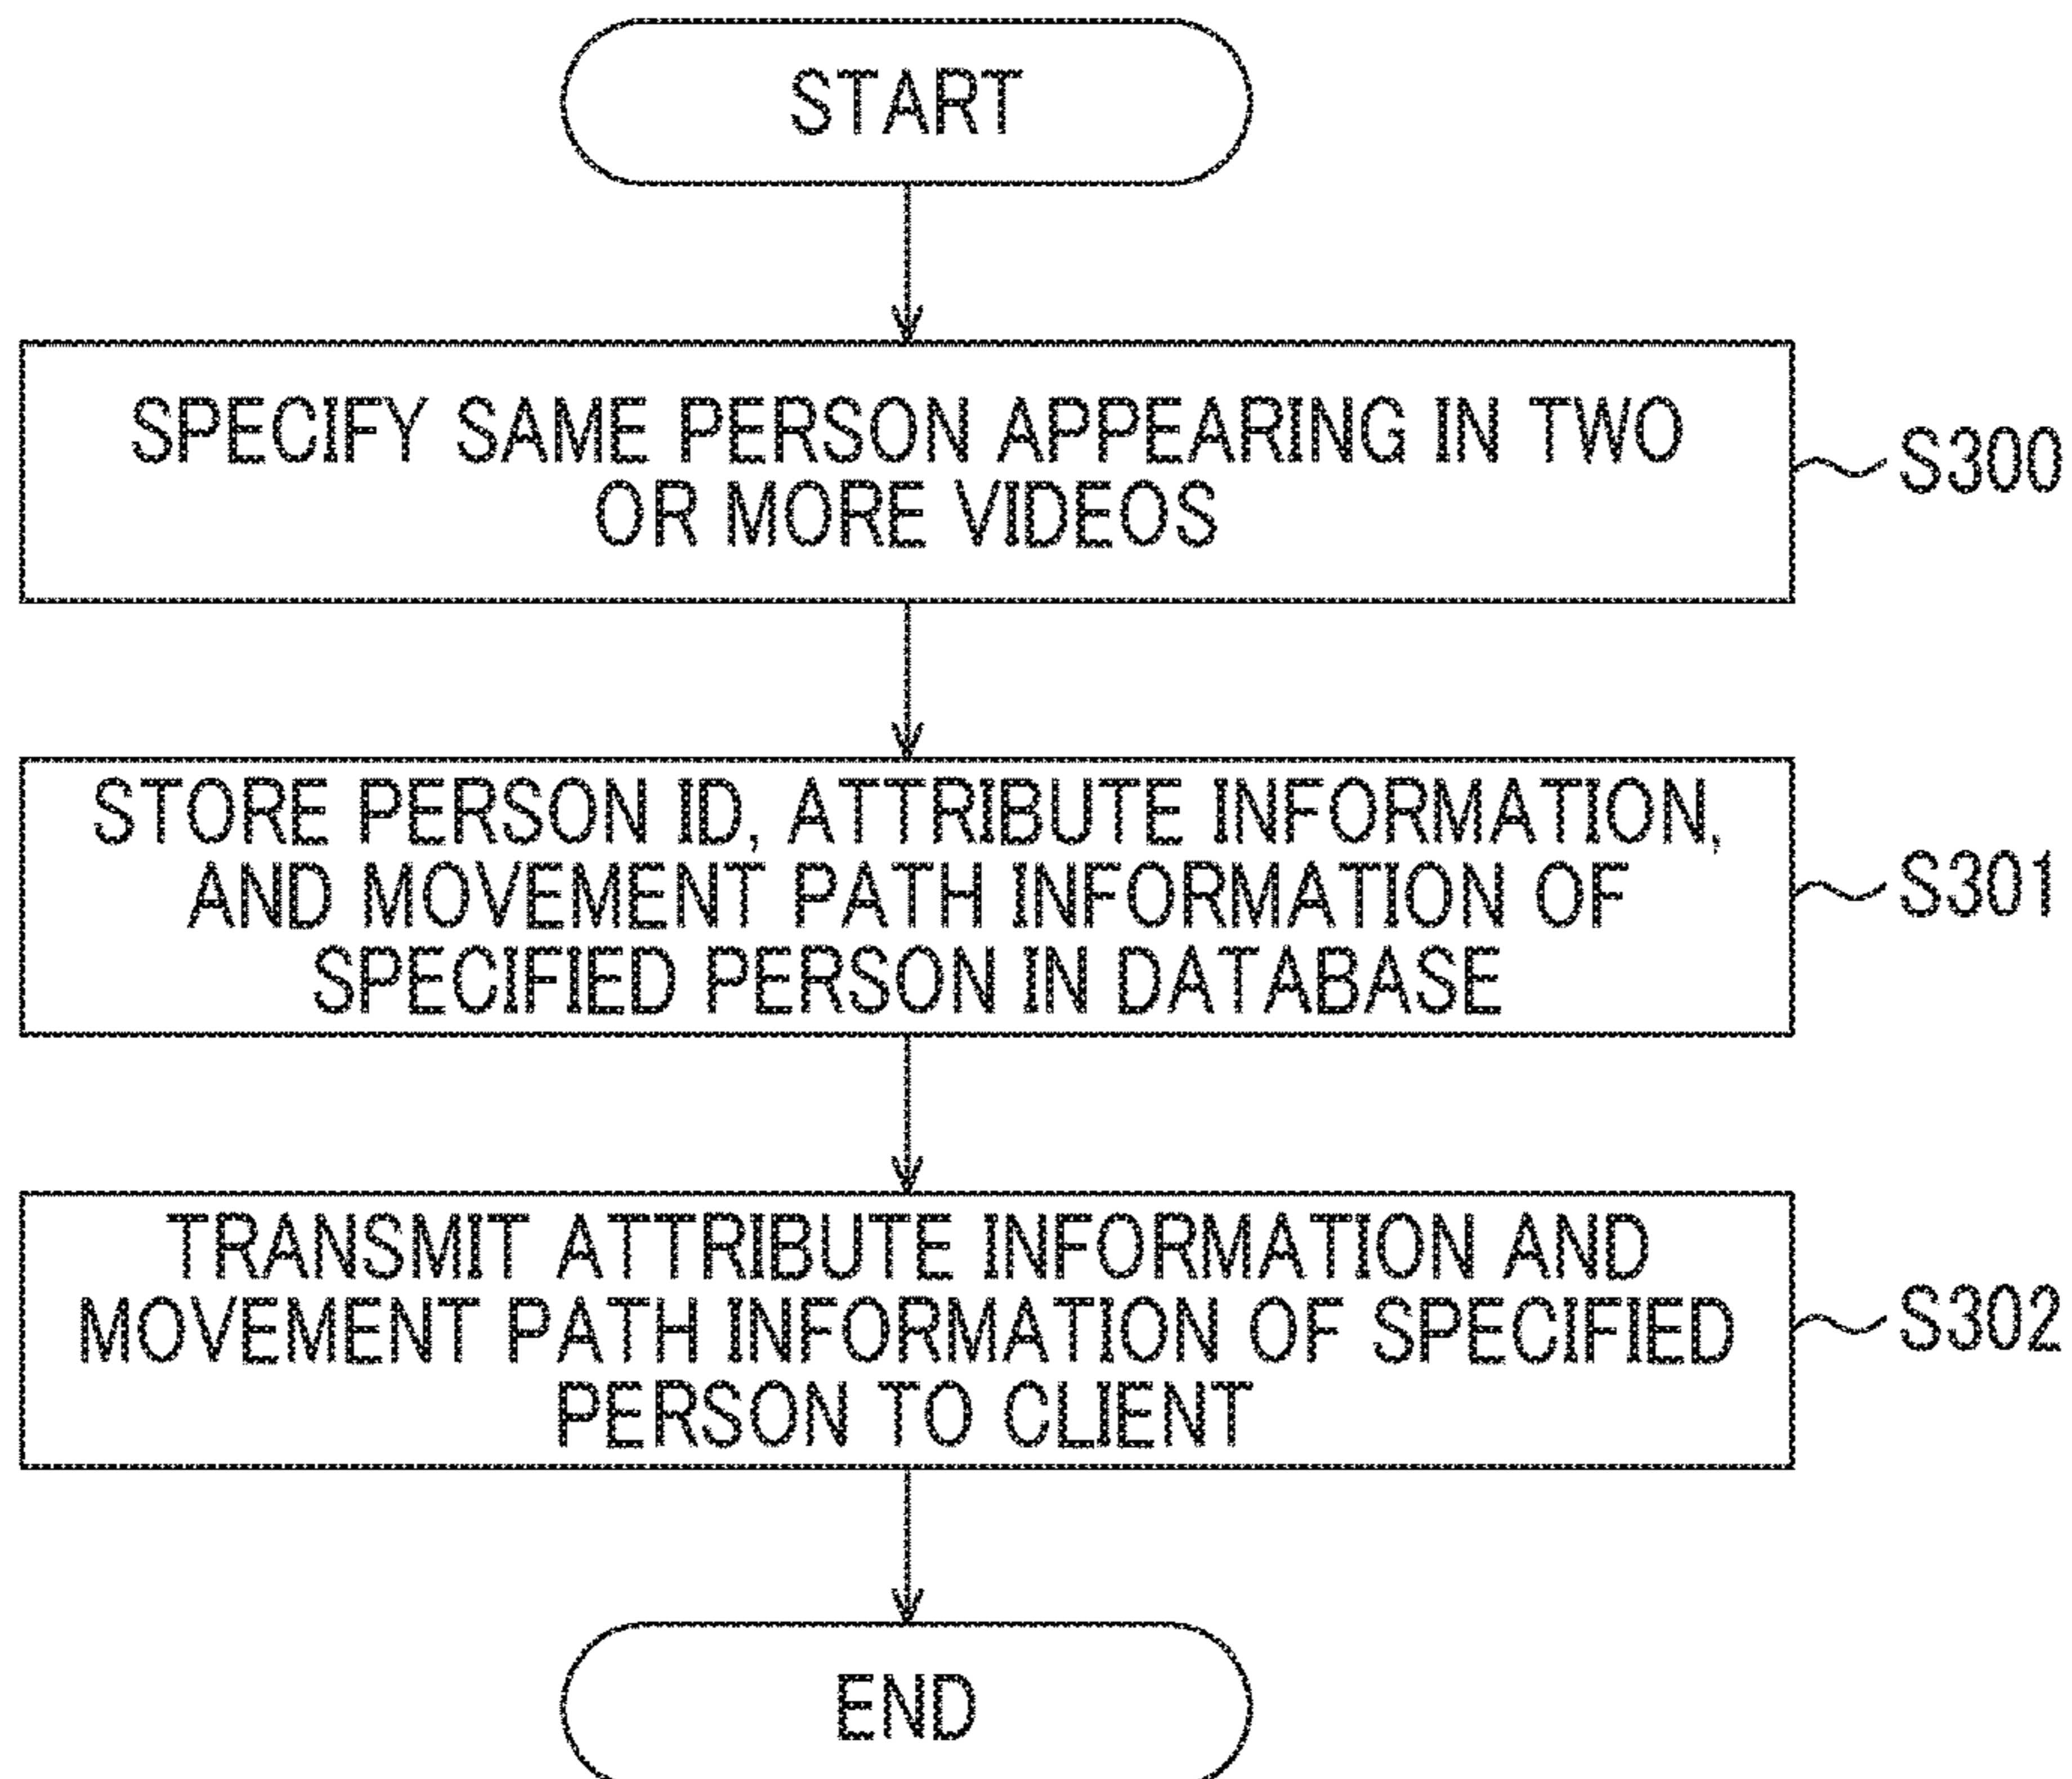 START
SPECIFY SAME PERSON APPEARING IN TWO
OR MORE VIDEOS
S300
STORE PERSON ID, ATTRIBUTE INFORMATION,
AND MOVEMENT PATH INFORMATION OF
SPECIFIED PERSON IN DATABASE
S301
TRANSMIT ATTRIBUTE INFORMATION AND
MOVEMENT PATH INFORMATION OF SPECIFIED
PERSON TO CLIENT
S302
END